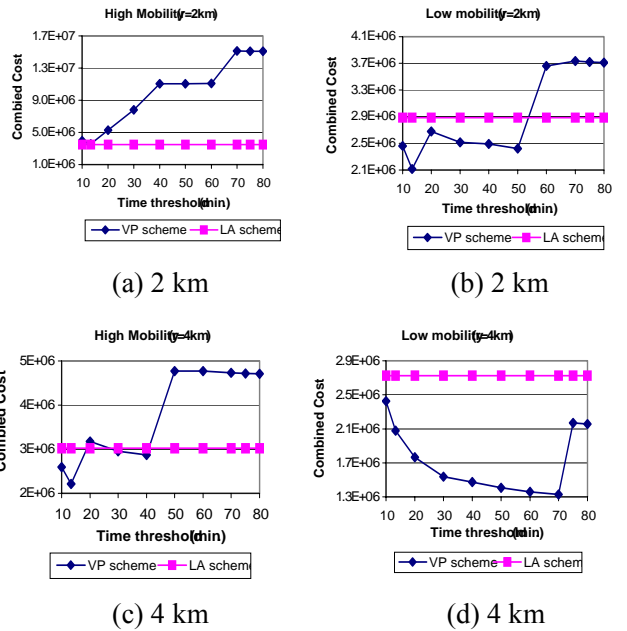 High Mobility(r=2km)
Combied Cost
1.7E+07
1.3E+07
9.0E+06
5.0E+06
1.0E+06
10 20 30 40 50 60 70 80
Time threshold(min)
VP scheme LA scheme
(a) 2 km
Low mobility(r=2km)
Combined Cost
4.1E+06
3.7E+06
3.3E+06
2.9E+06
2.5E+06
2.1E+06
10 20 30 40 50 60 70 80
Time threshold(min)
VP scheme LA scheme
(b) 2 km
High Mobility(r=4km)
Combied Cost
5E+06
4E+06
3E+06
2E+06
10 20 30 40 50 60 70 80
Time threshold(min)
VP scheme LA scheme
(c) 4 km
Low mobility(r=4km)
Combined Cost
2.9E+06
2.5E+06
2.1E+06
1.7E+06
1.3E+06
10 20 30 40 50 60 70 80
Time threshold(min)
VP scheme LA scheme
(d) 4 km